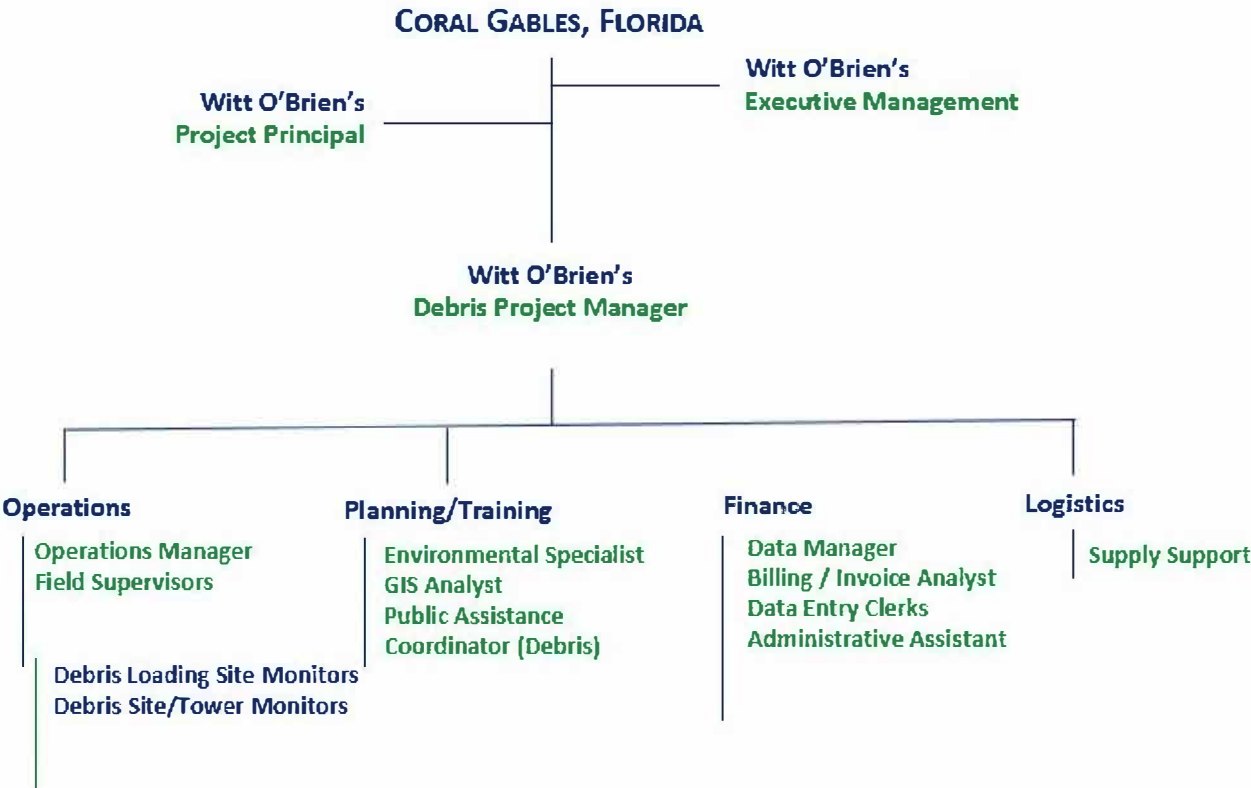 CORAL GABLES, FLORIDA
Witt O'Brien's
Executive Management
Witt O'Brien's
Project Principal
Witt O'Brien's
Debris Project Manager
Operations
Operations Manager
Field Supervisors
Debris Loading Site Monitors
Debris Site/Tower Monitors
Planning/Training
Environmental Specialist
GIS Analyst
Public Assistance
Coordinator (Debris)
Finance
Data Manager
Billing / Invoice Analyst
Data Entry Clerks
Administrative Assistant
Logistics
Supply Support